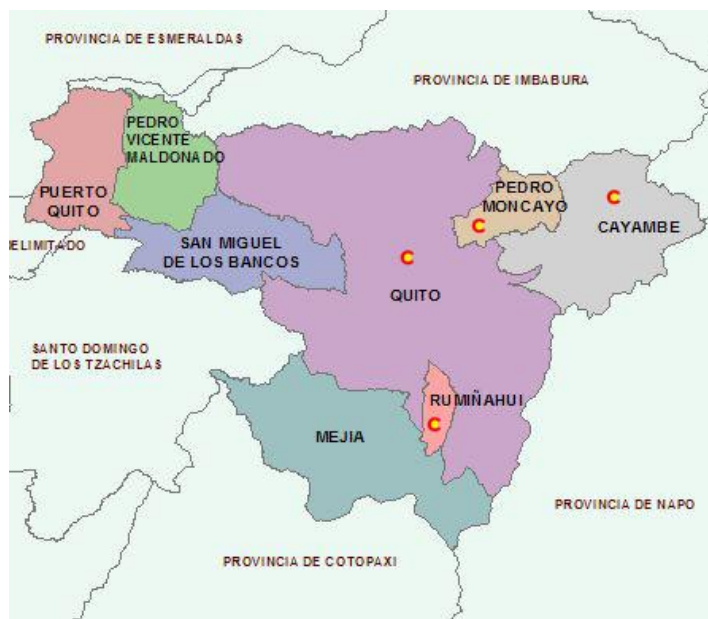 PROVINCIA DE ESMERALDAS
PROVINCIA DE IMBABURA
PEDRO
VICENTE
MALDONADO
PUERTO
QUITO
PEDRO
MONCAYO
C
C
CAYAMBE
DELIMITADO
SAN MIGUEL
DE LOS BANCOS
C
QUITO
SANTO DOMINGO
DE LOS TZACHILAS
RUMIÑAHUI
C
MEJIA
PROVINCIA DE NAPO
PROVINCIA DE COTOPAXI